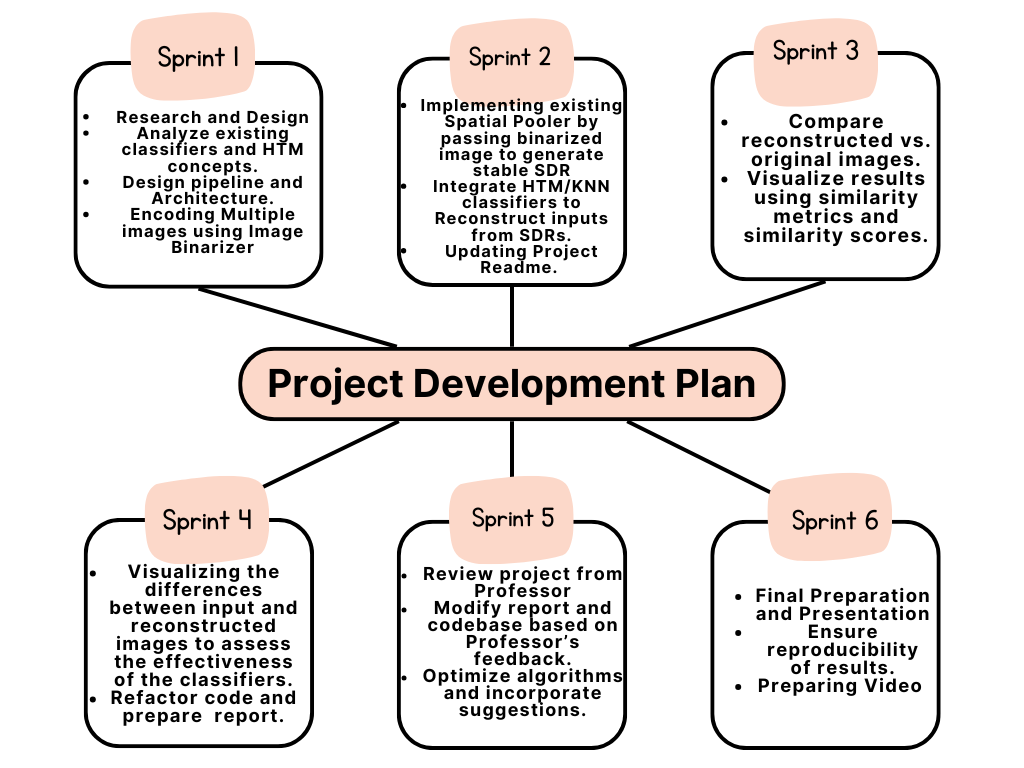 Sprint 1
• Research and Design
• Analyze existing
classifiers and HTM
concepts.
• Design pipeline and
Architecture.
• Encoding Multiple
images using Image
Binarizer
Sprint 2
• Implementing existing
Spatial Pooler by
passing binarized
image to generate
stable SDR
• Integrate HTM/KNN
classifiers to
Reconstruct inputs
from SDRs.
• Updating Project
Readme.
Sprint 3
• Compare
reconstructed vs.
original images.
• Visualize results
using similarity
metrics and
similarity scores.
Project Development Plan
Sprint 4
• Visualizing the
differences
between input and
reconstructed
images to assess
the effectiveness
of the classifiers.
• Refactor code and
prepare  report.
Sprint 5
• Review project from
Professor
• Modify report and
codebase based on
Professor’s
feedback.
• Optimize algorithms
and incorporate
suggestions.
Sprint 6
• Final Preparation
and Presentation
• Ensure
reproducibility
of results.
• Preparing Video